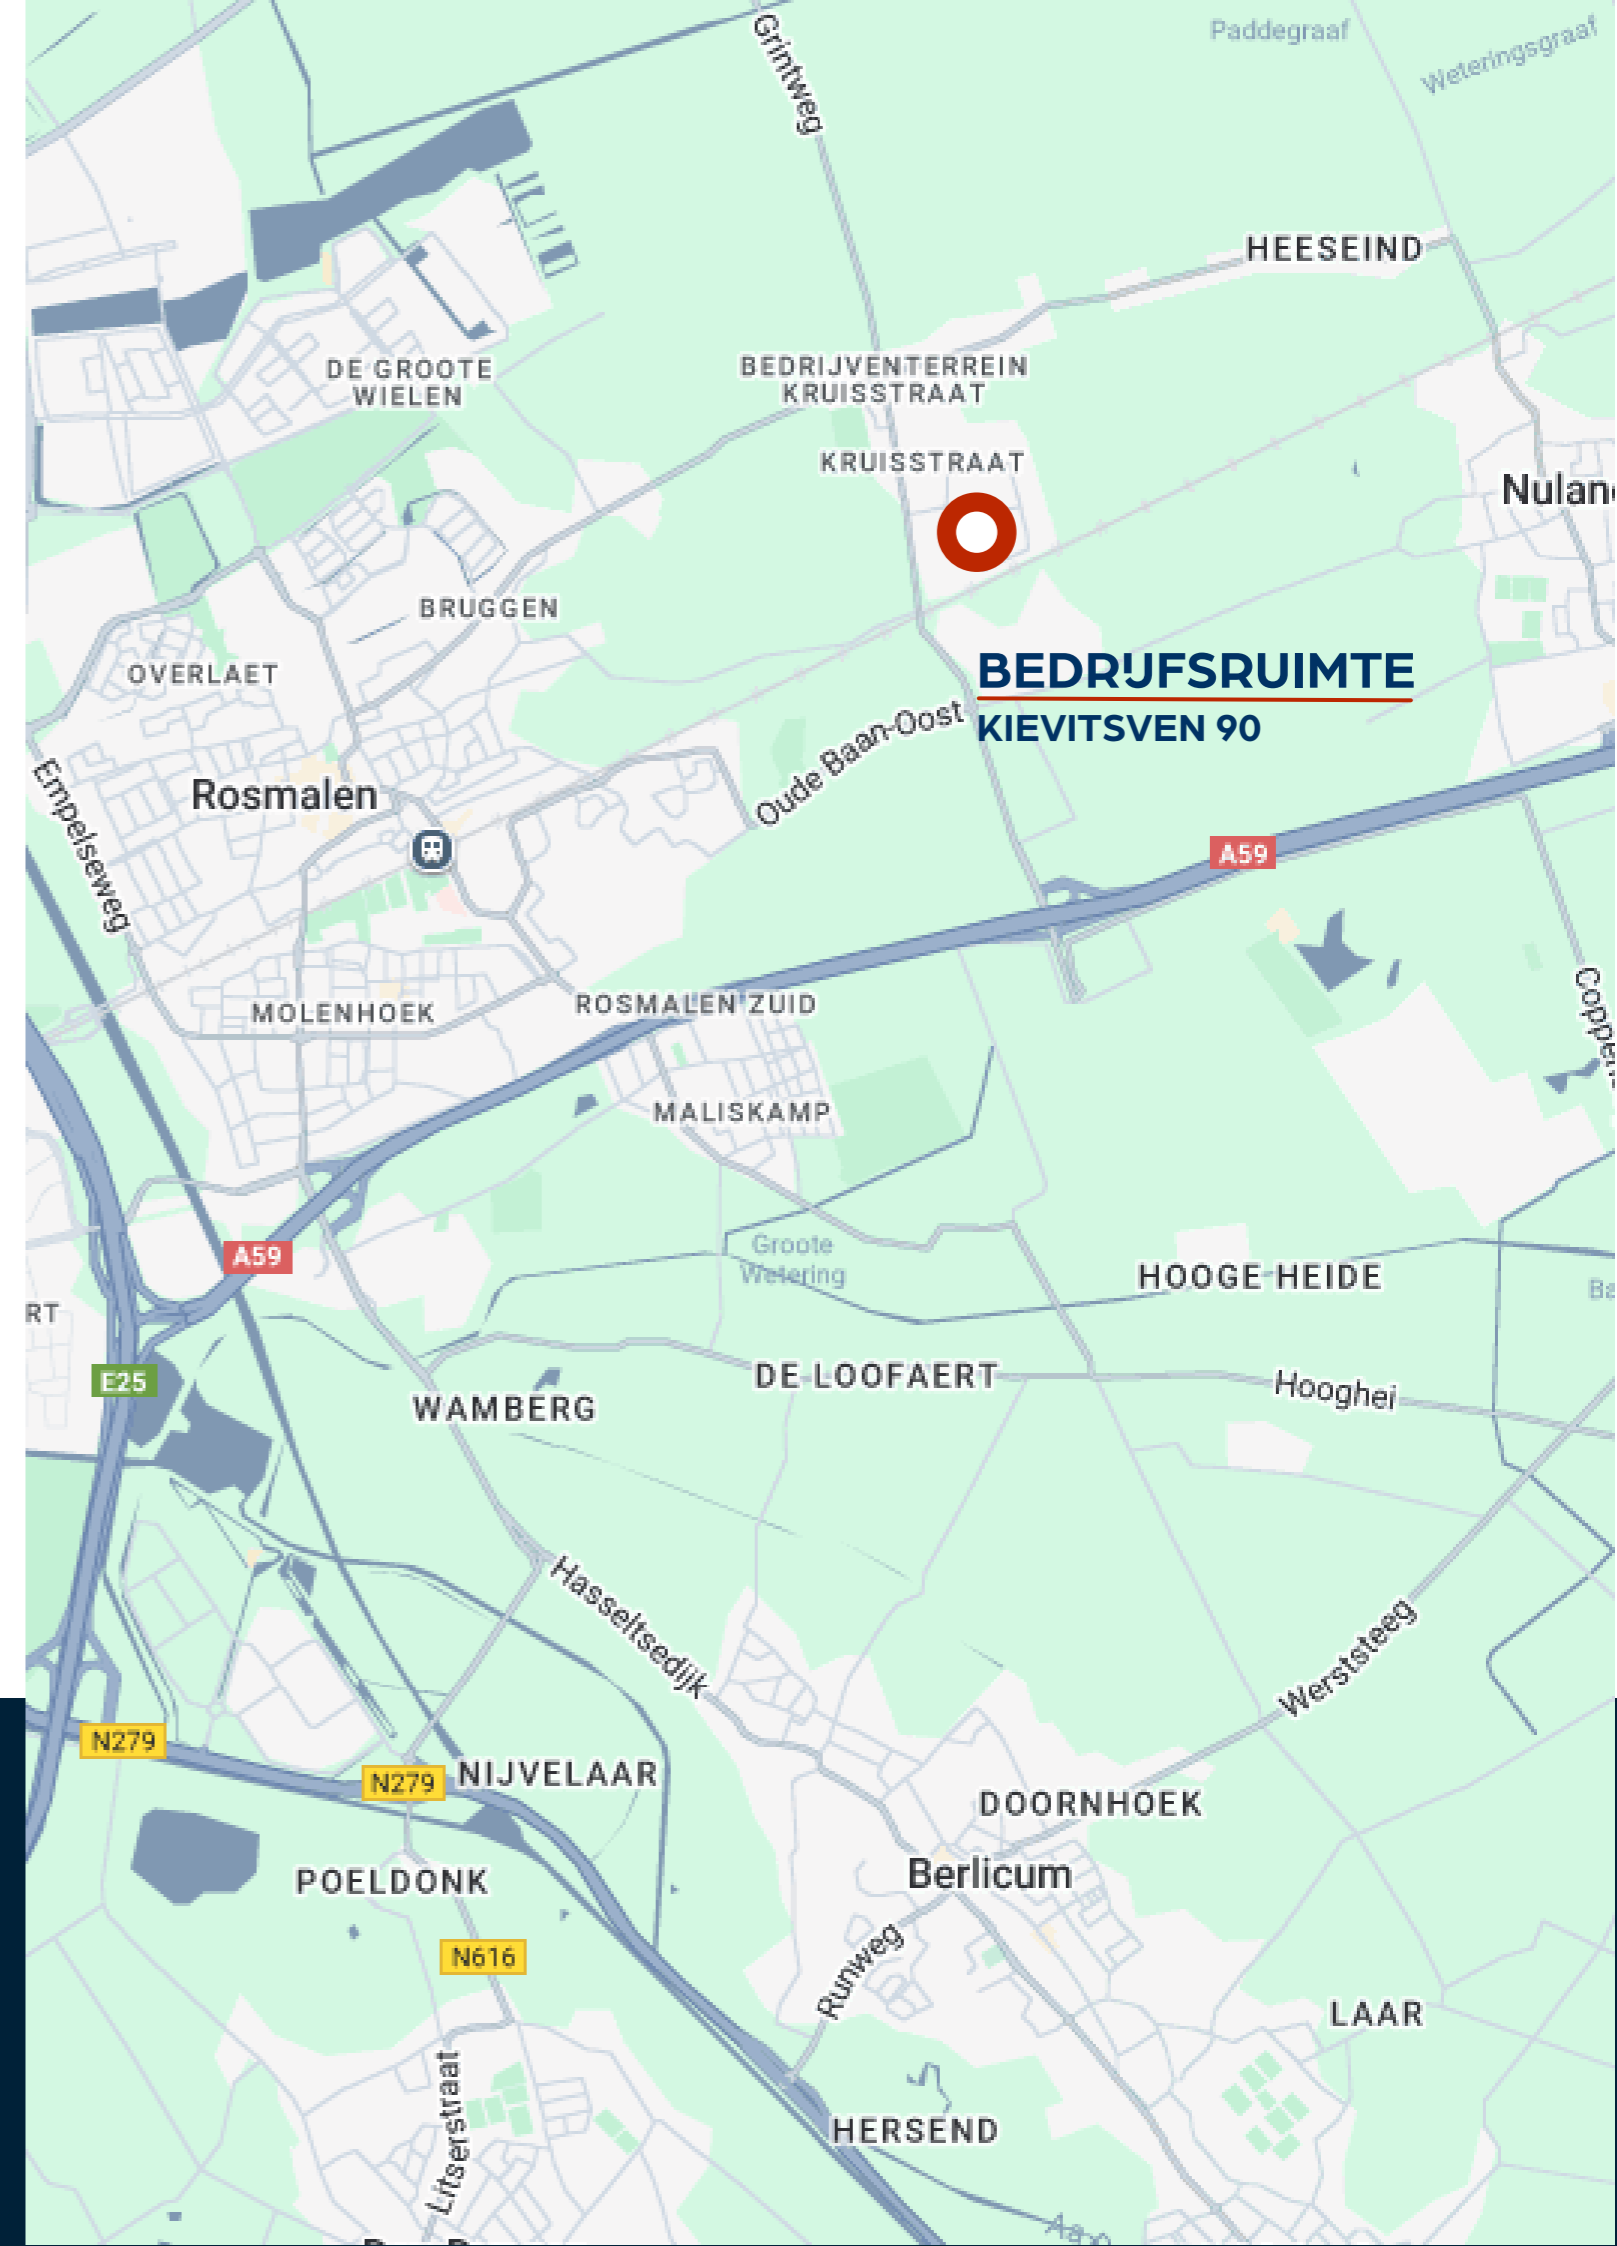 Grintweg
Paddegraaf
Weteringsgraaf
HEESEIND
DE GROOTE
WIELEN
BEDRIJVENTERREIN
KRUISSTRAAT
KRUISSTRAAT
Nulan
BRUGGEN
OVERLAET
BEDRIJFSRUIMTE
KIEVITSVEN 90
Oude Baan-Oost
Empelseweg
Rosmalen
A59
Coppen
MOLENHOEK
ROSMALEN ZUID
MALISKAMP
A59
Groote
Wetering
HOOGE HEIDE
Ba
RT
E25
DE LOOFAERT
Hooghei
WAMBERG
Hasseltsedijk
Werststeeg
N279
N279
NIJVELAAR
DOORNHOEK
Berlicum
POELDONK
Runweg
N616
LAAR
Litserstraat
HERSEND